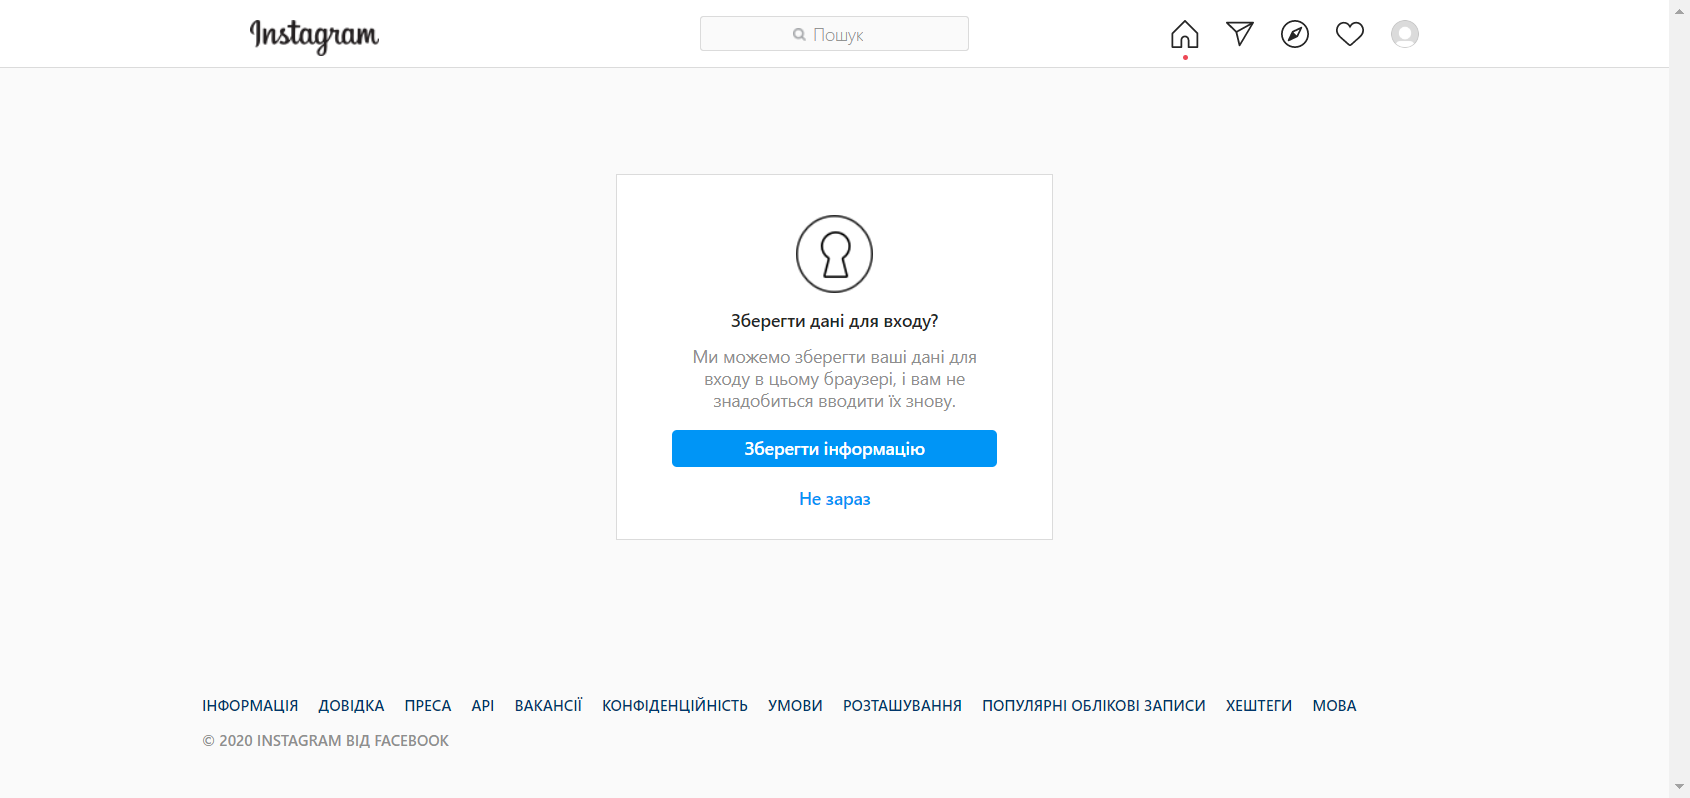 Instagram
Пошук
Зберегти дані для входу?
Ми можемо зберегти ваші дані для
входу в цьому браузері, і вам не
знадобиться вводити їх знову.
Зберегти інформацію
Не зараз
ІНФОРМАЦІЯ ДОВІДКА ПРЕСА API ВАКАНСІЇ КОНФІДЕНЦІЙНІСТЬ УМОВИ РОЗТАШУВАННЯ ПОПУЛЯРНІ ОБЛІКОВІ ЗАПИСИ ХЕШТЕГИ МОВА
© 2020 INSTAGRAM ВІД FACEBOOK